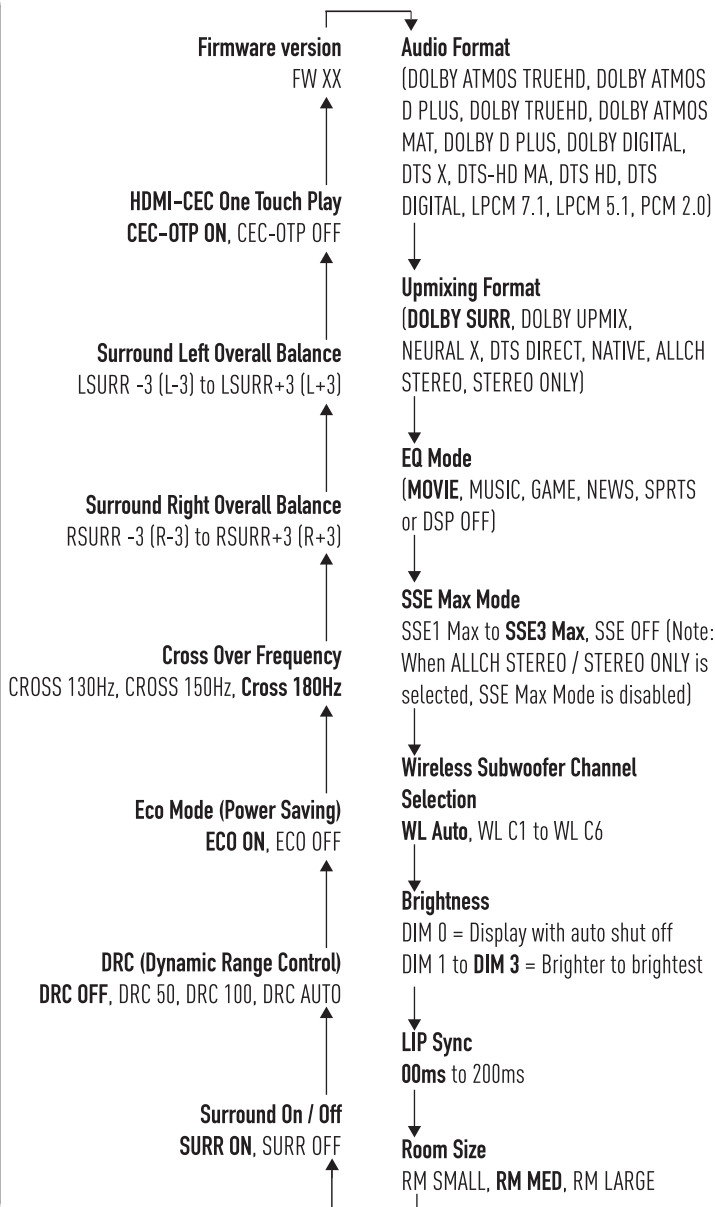 Firmware version
FW XX
HDMI-CEC One Touch Play
CEC-OTP ON, CEC-OTP OFF
Surround Left Overall Balance
LSURR -3 (L-3) to LSURR+3 (L+3)
Surround Right Overall Balance
RSURR -3 (R-3) to RSURR+3 (R+3)
Cross Over Frequency
CROSS 130Hz, CROSS 150Hz, Cross 180Hz
Eco Mode (Power Saving)
ECO ON, ECO OFF
DRC (Dynamic Range Control)
DRC OFF, DRC 50, DRC 100, DRC AUTO
Surround On / Off
SURR ON, SURR OFF
Audio Format
(DOLBY ATMOS TRUEHD, DOLBY ATMOS
D PLUS, DOLBY TRUEHD, DOLBY ATMOS
MAT, DOLBY D PLUS, DOLBY DIGITAL,
DTS X, DTS-HD MA, DTS HD, DTS
DIGITAL, LPCM 7.1, LPCM 5.1, PCM 2.0)
Upmixing Format
(DOLBY SURR, DOLBY UPMIX,
NEURAL X, DTS DIRECT, NATIVE, ALLCH
STEREO, STEREO ONLY)
EQ Mode
(MOVIE, MUSIC, GAME, NEWS, SPRTS
or DSP OFF)
SSE Max Mode
SSE1 Max to SSE3 Max, SSE OFF (Note:
When ALLCH STEREO / STEREO ONLY is
selected, SSE Max Mode is disabled)
Wireless Subwoofer Channel
Selection
WL Auto, WL C1 to WL C6
Brightness
DIM 0 = Display with auto shut off
DIM 1 to DIM 3 = Brighter to brightest
LIP Sync
00ms to 200ms
Room Size
RM SMALL, RM MED, RM LARGE